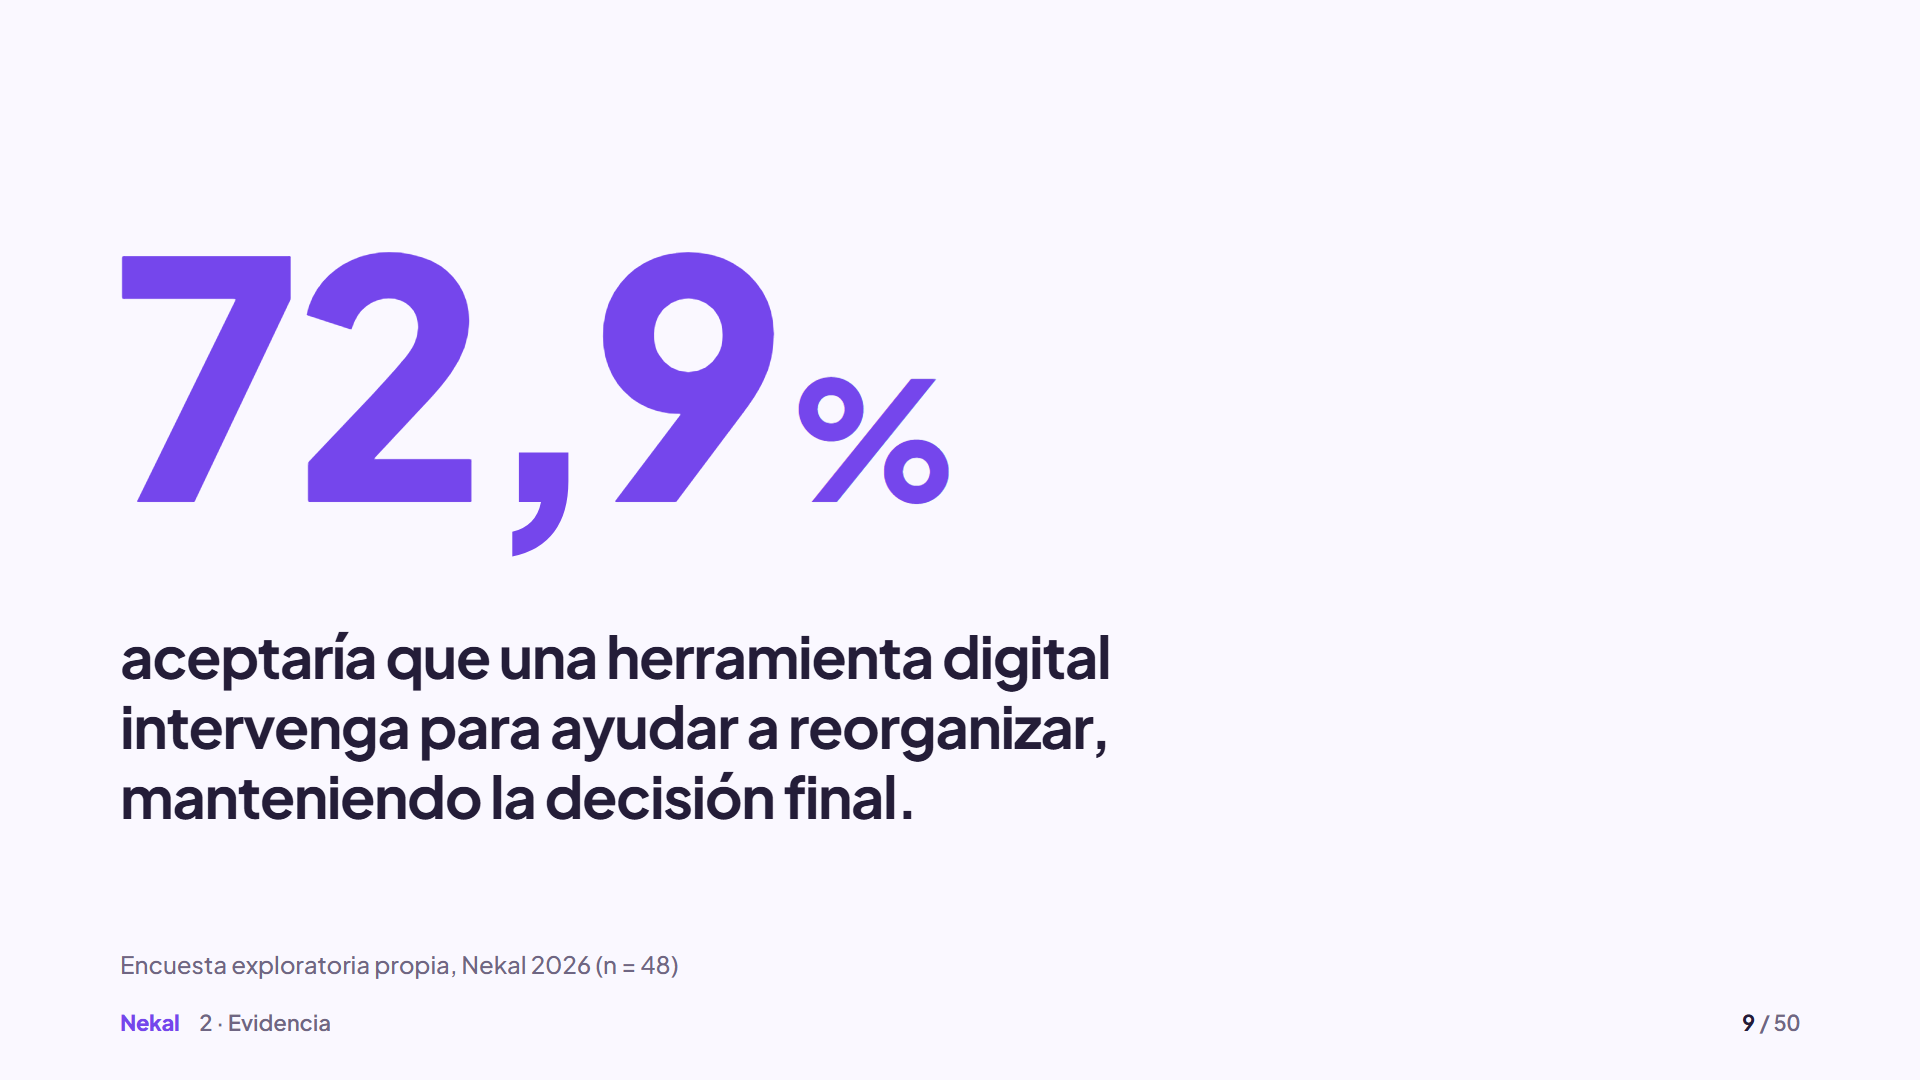 72,9%
aceptaría que una herramienta digital
intervenga para ayudar a reorganizar,
manteniendo la decisión final.
Encuesta exploratoria propia, Nekal 2026 (n = 48)
Nekal 2 · Evidencia
9 / 50